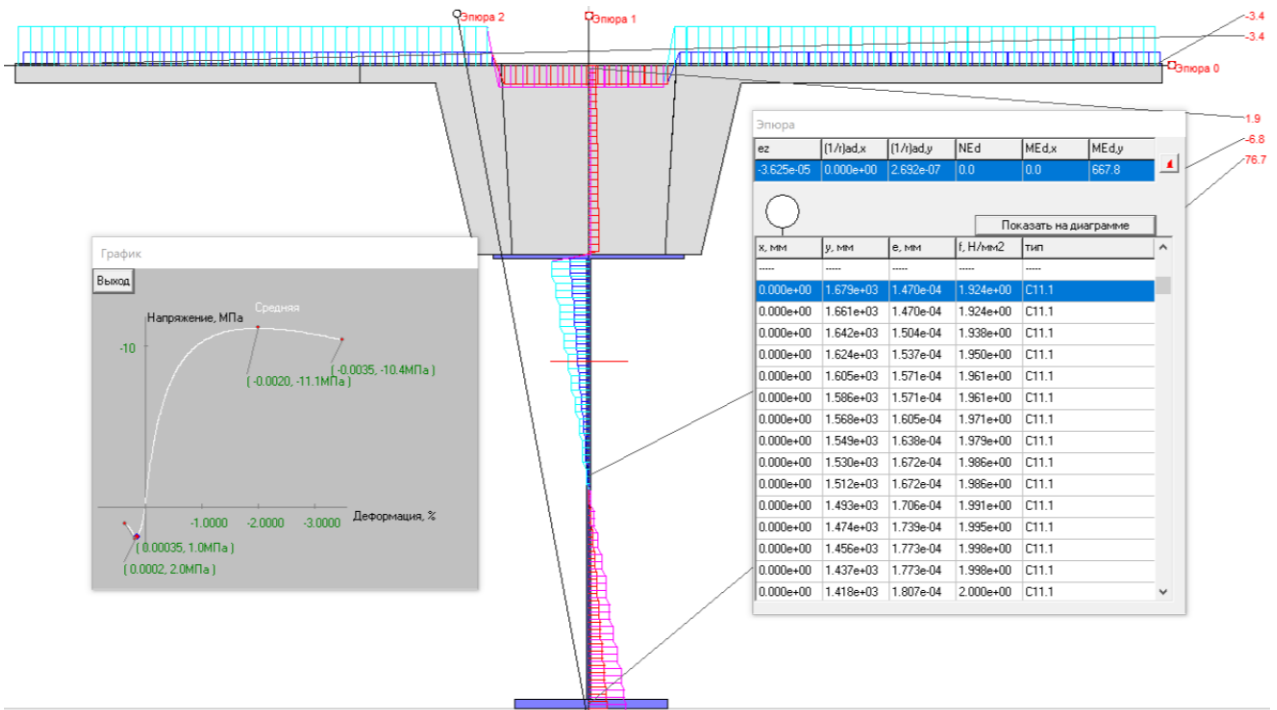 Эпюра 2
Эпюра 1
-3.4
-3.4
Эпюра 0
1.9
-6.8
76.7
Эпюра
ez (1/r)ad,x (1/r)ad,y NEd MEd,x MEd,y
-3.625e-05 0.000e+00 2.692e-07 0.0 0.0 667.8
Показать на диаграмме
x, мм y, мм e, мм f, Н/мм2 тип
----- ----- ----- ----- -----
0.000e+00 1.679e+03 1.470e-04 1.924e+00 C11.1
0.000e+00 1.661e+03 1.470e-04 1.924e+00 C11.1
0.000e+00 1.642e+03 1.504e-04 1.938e+00 C11.1
0.000e+00 1.624e+03 1.537e-04 1.950e+00 C11.1
0.000e+00 1.605e+03 1.571e-04 1.961e+00 C11.1
0.000e+00 1.586e+03 1.571e-04 1.961e+00 C11.1
0.000e+00 1.568e+03 1.605e-04 1.971e+00 C11.1
0.000e+00 1.549e+03 1.638e-04 1.979e+00 C11.1
0.000e+00 1.530e+03 1.672e-04 1.986e+00 C11.1
0.000e+00 1.512e+03 1.672e-04 1.986e+00 C11.1
0.000e+00 1.493e+03 1.706e-04 1.991e+00 C11.1
0.000e+00 1.474e+03 1.739e-04 1.995e+00 C11.1
0.000e+00 1.456e+03 1.773e-04 1.998e+00 C11.1
0.000e+00 1.437e+03 1.773e-04 1.998e+00 C11.1
0.000e+00 1.418e+03 1.807e-04 2.000e+00 C11.1
График
Выход
Средняя
Напряжение, МПа
-10
( -0.0035, -10.4МПа )
( -0.0020, -11.1МПа )
-1.0000 -2.0000 -3.0000 Деформация, %
( 0.00035, 1.0МПа )
( 0.0002, 2.0МПа )